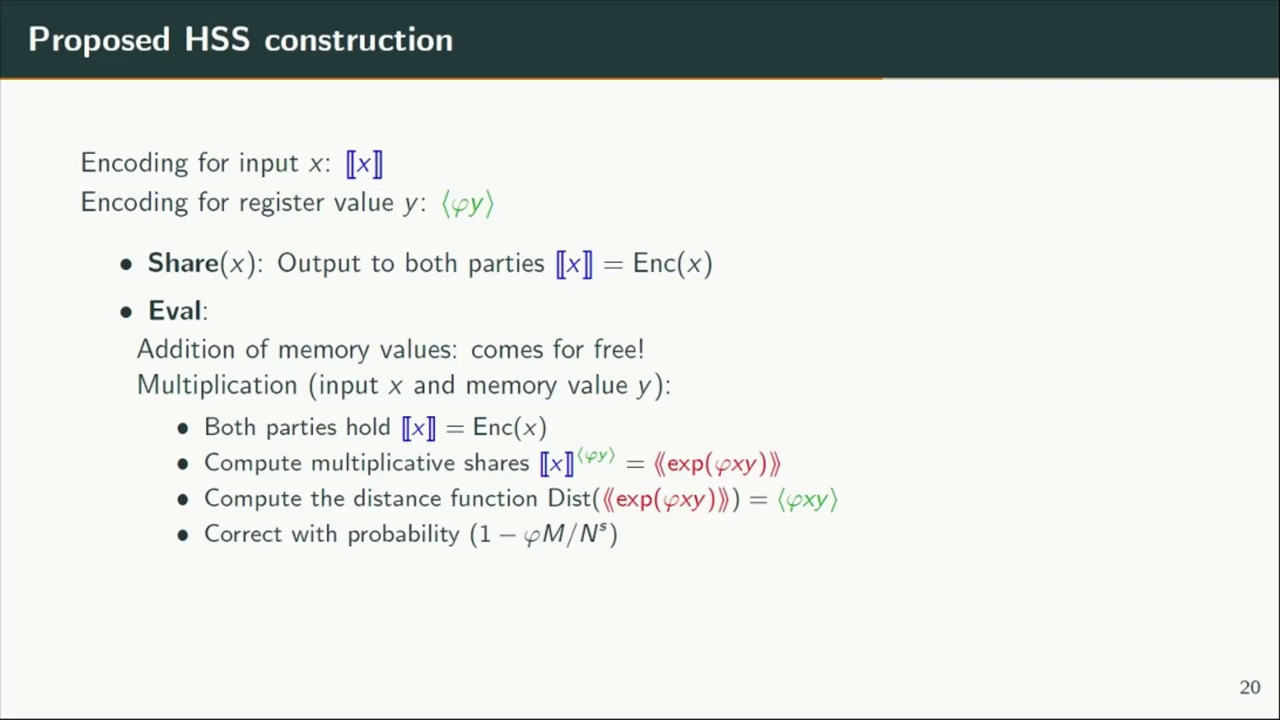 Proposed HSS construction
Encoding for input x: ⟦x⟧
Encoding for register value y: ⟨φy⟩
• Share(x): Output to both parties ⟦x⟧ = Enc(x)
• Eval:
Addition of memory values: comes for free!
Multiplication (input x and memory value y):
• Both parties hold ⟦x⟧ = Enc(x)
• Compute multiplicative shares ⟦x⟧^⟨φy⟩ = ⟪exp(φxy)⟫
• Compute the distance function Dist(⟪exp(φxy)⟫) = ⟨φxy⟩
• Correct with probability (1 − φM/N^s)
20